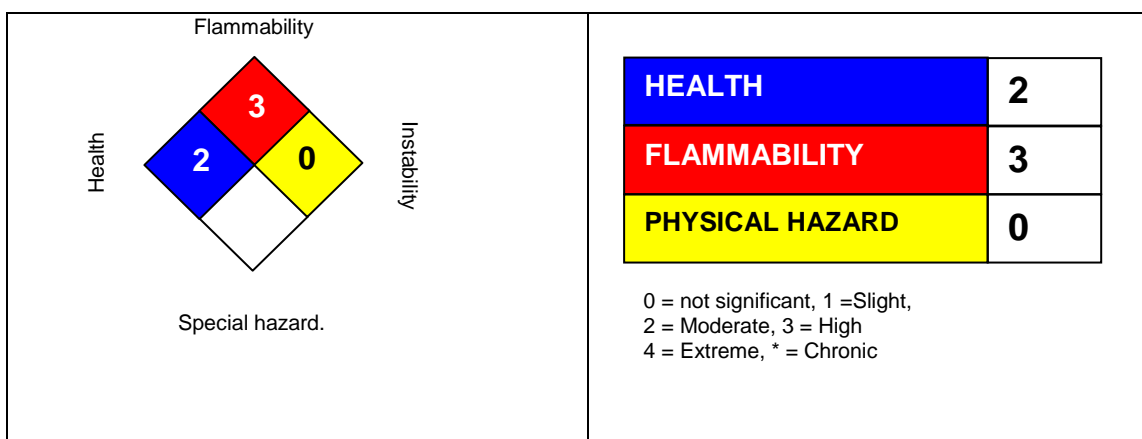 Flammability
3
Health
2
0
Instability
Special hazard.
HEALTH 2
FLAMMABILITY 3
PHYSICAL HAZARD 0
0 = not significant, 1 =Slight,
2 = Moderate, 3 = High
4 = Extreme, * = Chronic